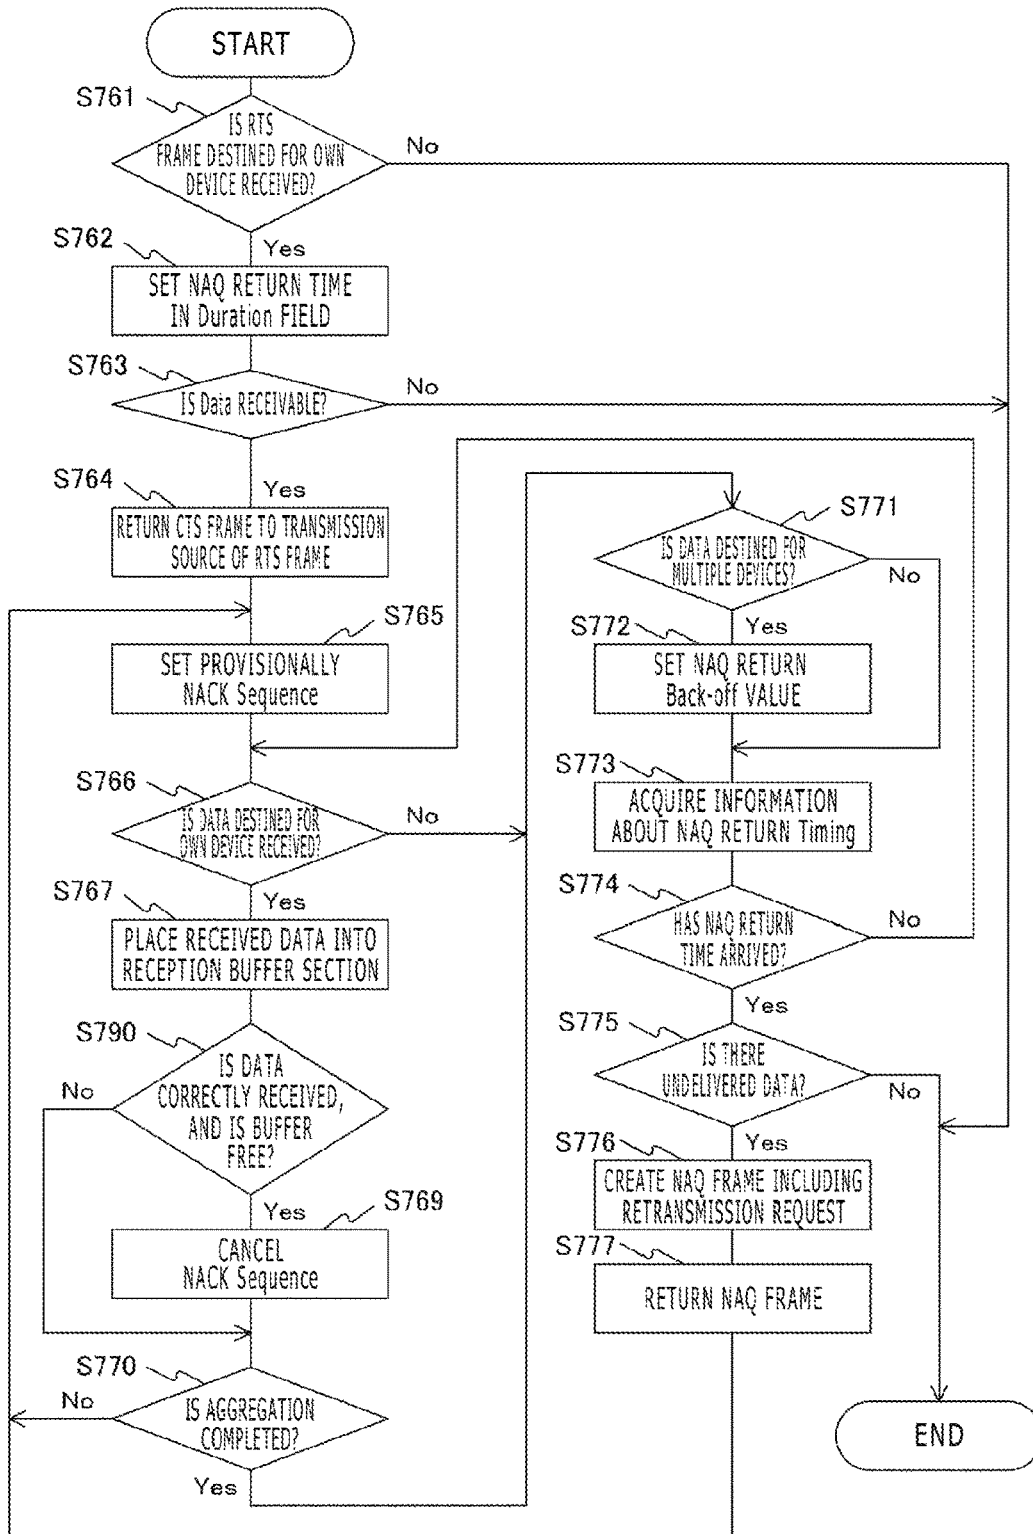 START
S761
IS RTS
FRAME DESTINED FOR OWN
DEVICE RECEIVED?
No
Yes
S762
SET NAQ RETURN TIME
IN Duration FIELD
S763
IS Data RECEIVABLE?
No
Yes
S764
RETURN CTS FRAME TO TRANSMISSION
SOURCE OF RTS FRAME
S765
SET PROVISIONALLY
NACK Sequence
S766
IS DATA DESTINED FOR
OWN DEVICE RECEIVED?
No
Yes
S767
PLACE RECEIVED DATA INTO
RECEPTION BUFFER SECTION
S790
IS DATA
CORRECTLY RECEIVED,
AND IS BUFFER
FREE?
No
Yes
S769
CANCEL
NACK Sequence
S770
IS AGGREGATION
COMPLETED?
No
Yes
S771
IS DATA DESTINED FOR
MULTIPLE DEVICES?
No
Yes
S772
SET NAQ RETURN
Back-off VALUE
S773
ACQUIRE INFORMATION
ABOUT NAQ RETURN Timing
S774
HAS NAQ RETURN
TIME ARRIVED?
No
Yes
S775
IS THERE
UNDELIVERED DATA?
No
Yes
S776
CREATE NAQ FRAME INCLUDING
RETRANSMISSION REQUEST
S777
RETURN NAQ FRAME
END